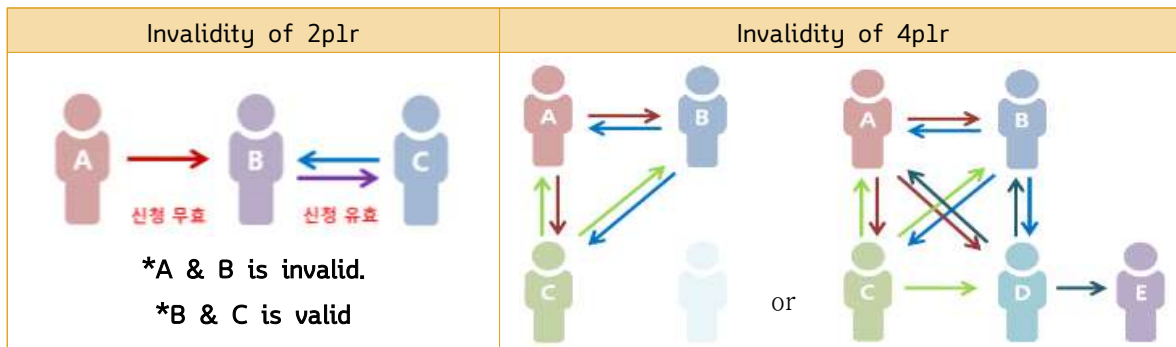 Invalidity of 2plr
Invalidity of 4plr
A
B
C
신청 무효
신청 유효
*A & B is invalid.
*B & C is valid
A
B
C
or
A
B
C
D
E